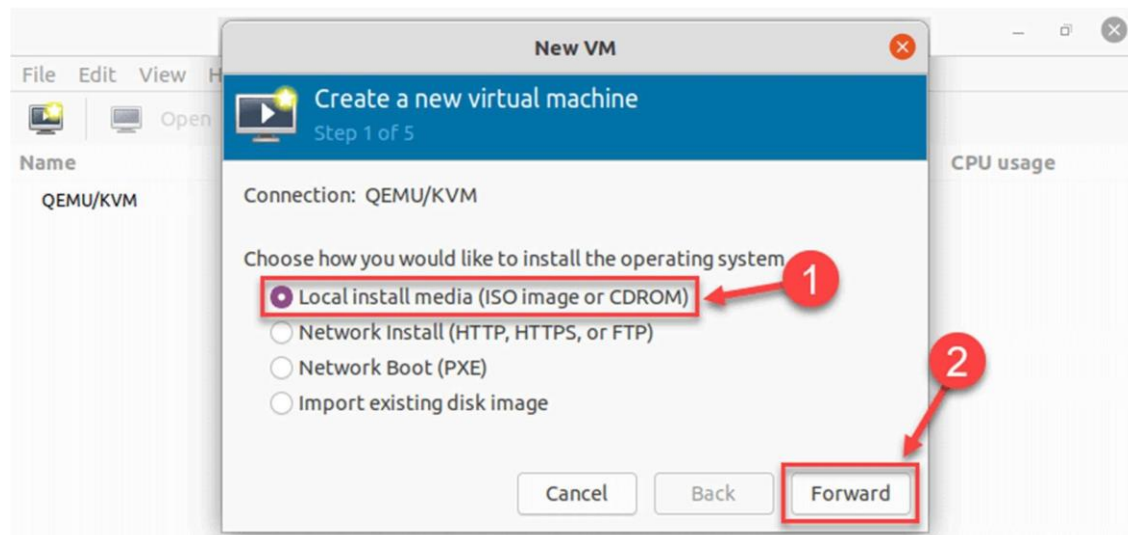 New VM
File Edit View H
Create a new virtual machine
Open
Step 1 of 5
Name
CPU usage
QEMU/KVM
Connection: QEMU/KVM
Choose how you would like to install the operating system
1
Local install media (ISO image or CDROM)
Network Install (HTTP, HTTPS, or FTP)
Network Boot (PXE)
2
Import existing disk image
Cancel Back Forward